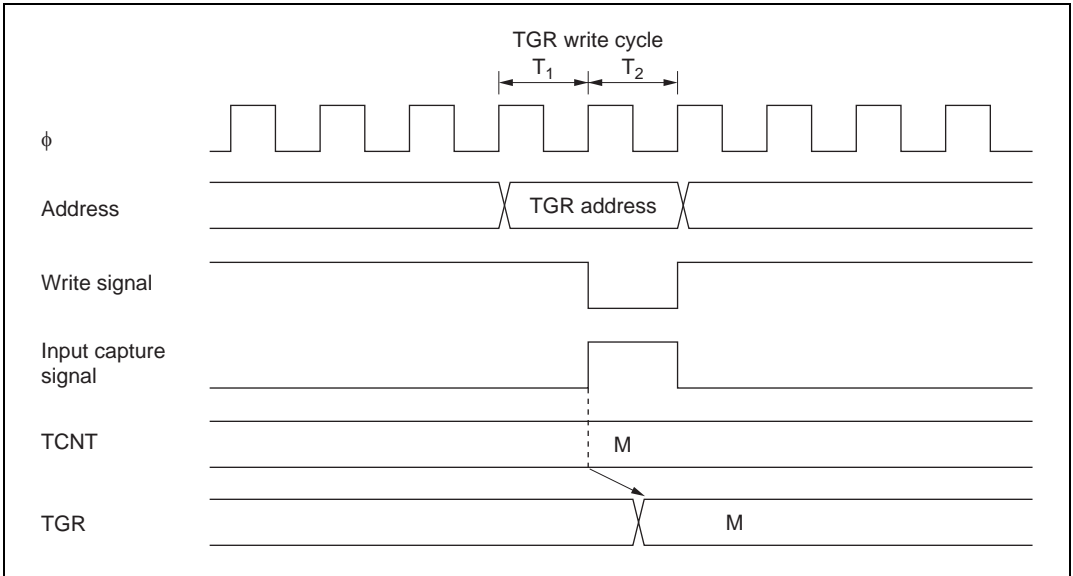 TGR write cycle
T₁ T₂
ϕ
Address TGR address
Write signal
Input capture
signal
TCNT M
TGR M